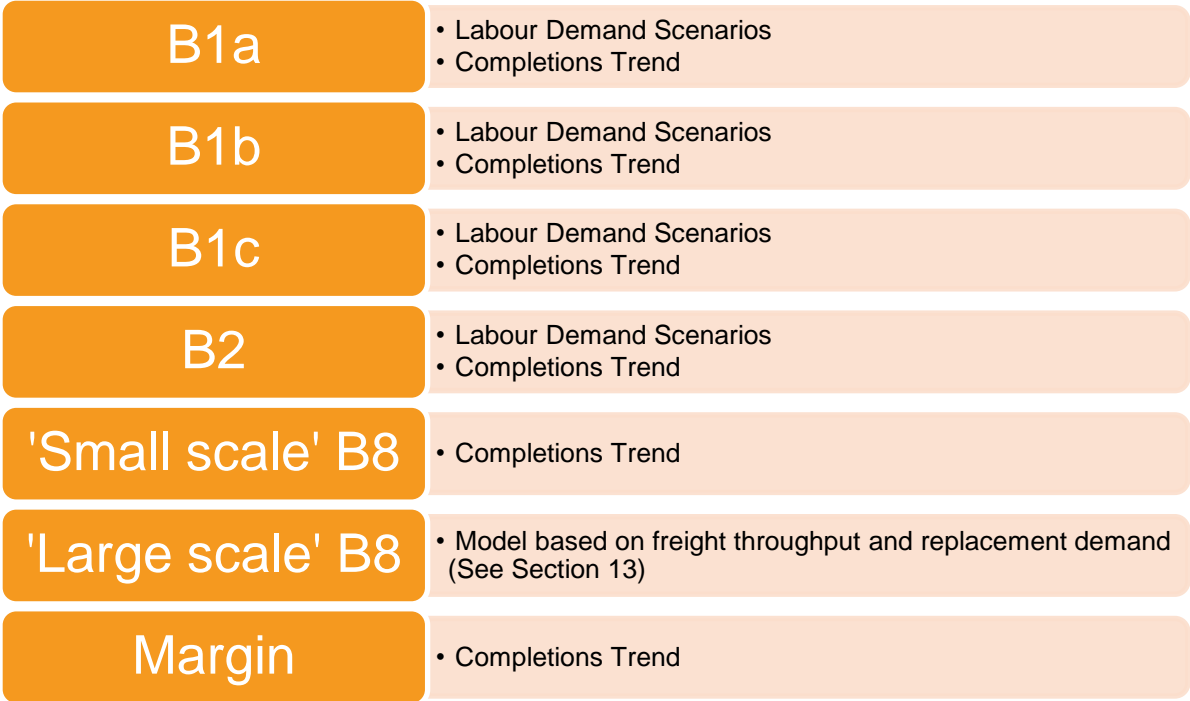 B1a
• Labour Demand Scenarios
• Completions Trend
B1b
• Labour Demand Scenarios
• Completions Trend
B1c
• Labour Demand Scenarios
• Completions Trend
B2
• Labour Demand Scenarios
• Completions Trend
'Small scale' B8
• Completions Trend
'Large scale' B8
• Model based on freight throughput and replacement demand
(See Section 13)
Margin
• Completions Trend